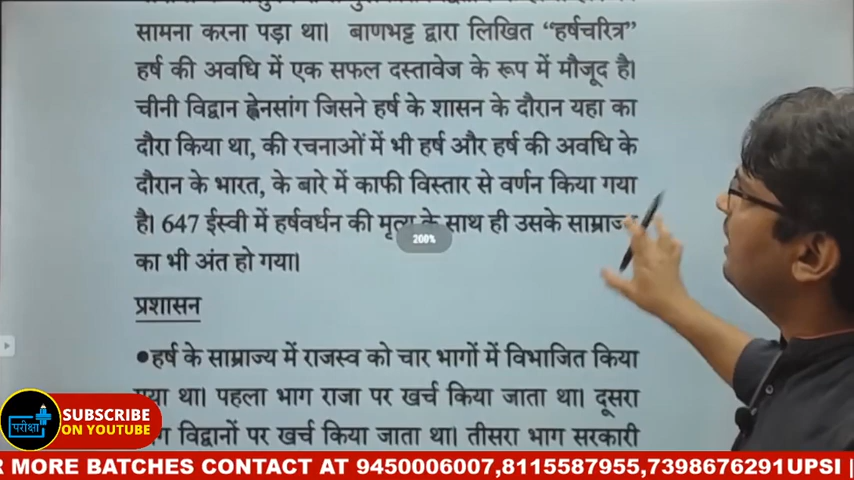 सामना करना पड़ा था। बाणभट्ट द्वारा लिखित “हर्षचरित्र”
हर्ष की अवधि में एक सफल दस्तावेज के रूप में मौजूद है।
चीनी विद्वान ह्वेनसांग जिसने हर्ष के शासन के दौरान यहा का
दौरा किया था, की रचनाओं में भी हर्ष और हर्ष की अवधि के
दौरान के भारत, के बारे में काफी विस्तार से वर्णन किया गया
है। 647 ईस्वी में हर्षवर्धन की मृत्यु के साथ ही उसके साम्राज्य
200%
का भी अंत हो गया।
प्रशासन
●हर्ष के साम्राज्य में राजस्व को चार भागों में विभाजित किया
गया था। पहला भाग राजा पर खर्च किया जाता था। दूसरा
विद्वानों पर खर्च किया जाता था। तीसरा भाग सरकारी
परीक्षा
SUBSCRIBE
ON YOUTUBE
R MORE BATCHES CONTACT AT 9450006007,8115587955,7398676291UPSI |